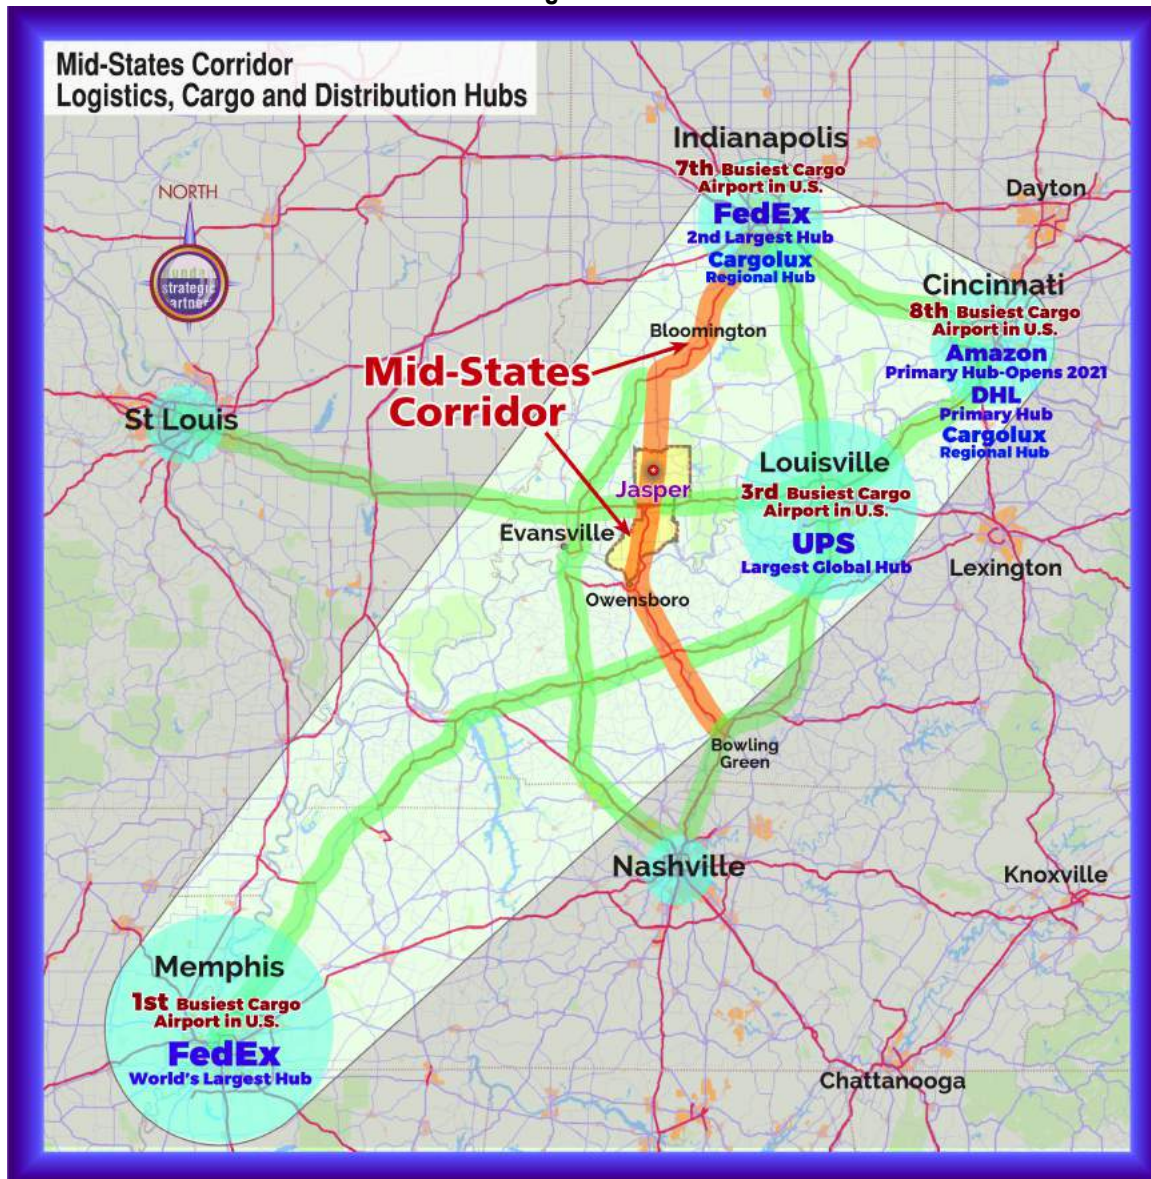 Mid-States Corridor
Logistics, Cargo and Distribution Hubs
NORTH
strategic
Indianapolis
7th Busiest Cargo
Airport in U.S.
FedEx
2nd Largest Hub
Cargolux
Regional Hub
Dayton
Cincinnati
8th Busiest Cargo
Airport in U.S.
Amazon
Primary Hub-Opens 2021
DHL
Primary Hub
Cargolux
Regional Hub
Bloomington
Mid-States
Corridor
St Louis
Jasper
Louisville
3rd Busiest Cargo
Airport in U.S.
UPS
Largest Global Hub
Evansville
Lexington
Owensboro
Bowling
Green
Nashville
Knoxville
Memphis
1st Busiest Cargo
Airport in U.S.
FedEx
World's Largest Hub
Chattanooga